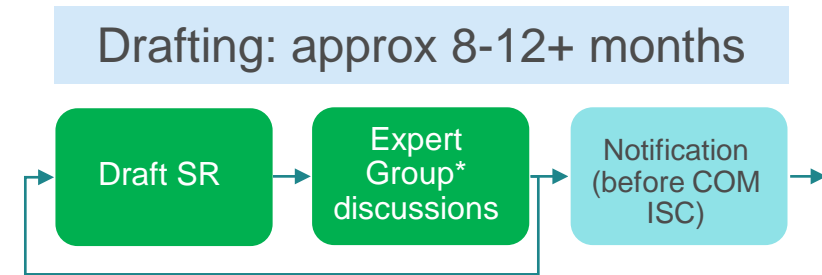 Drafting: approx 8-12+ months
Draft SR
Expert
Group*
discussions
Notification
(before COM
ISC)